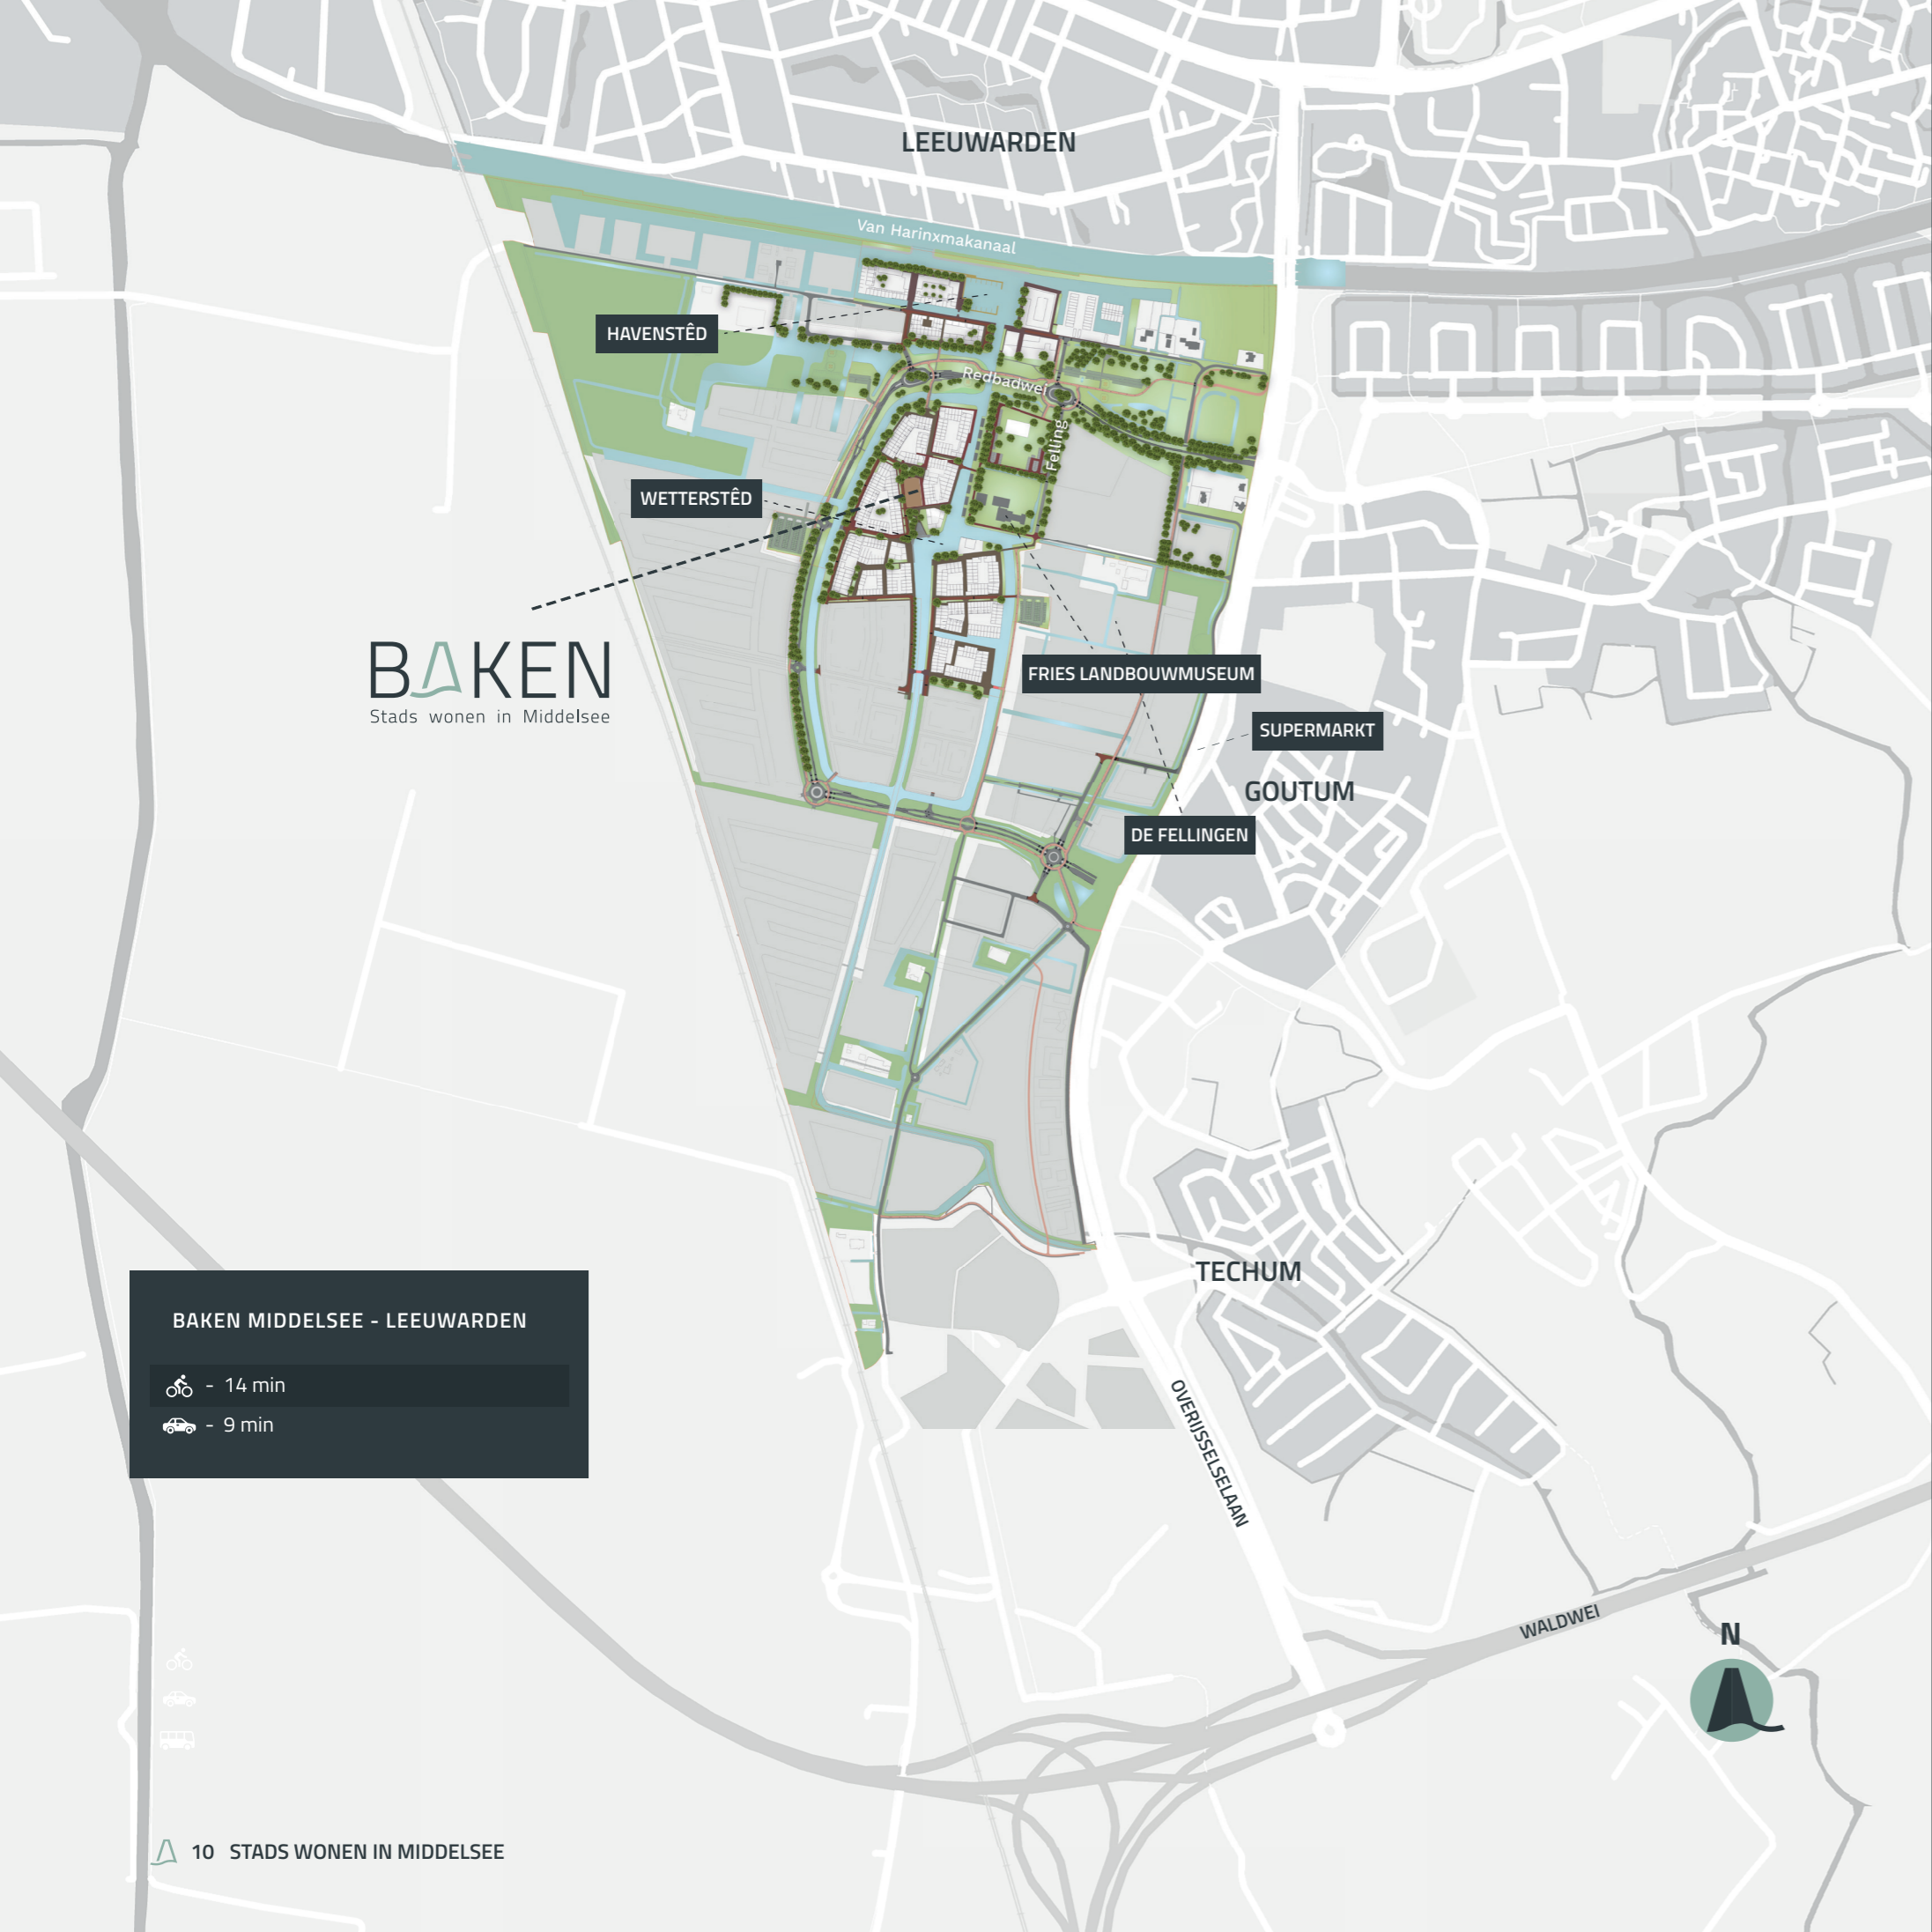 LEEUWARDEN
Van Harinxmakanaal
HAVENSTÊD
Redbadwei
Felling
WETTERSTÊD
BAKEN
Stads wonen in Middelsee
FRIES LANDBOUWMUSEUM
SUPERMARKT
GOUTUM
DE FELLINGEN
TECHUM
BAKEN MIDDELSEE - LEEUWARDEN
- 14 min
- 9 min
OVERIJSSELSELAAN
WALDWEI
N
10 STADS WONEN IN MIDDELSEE